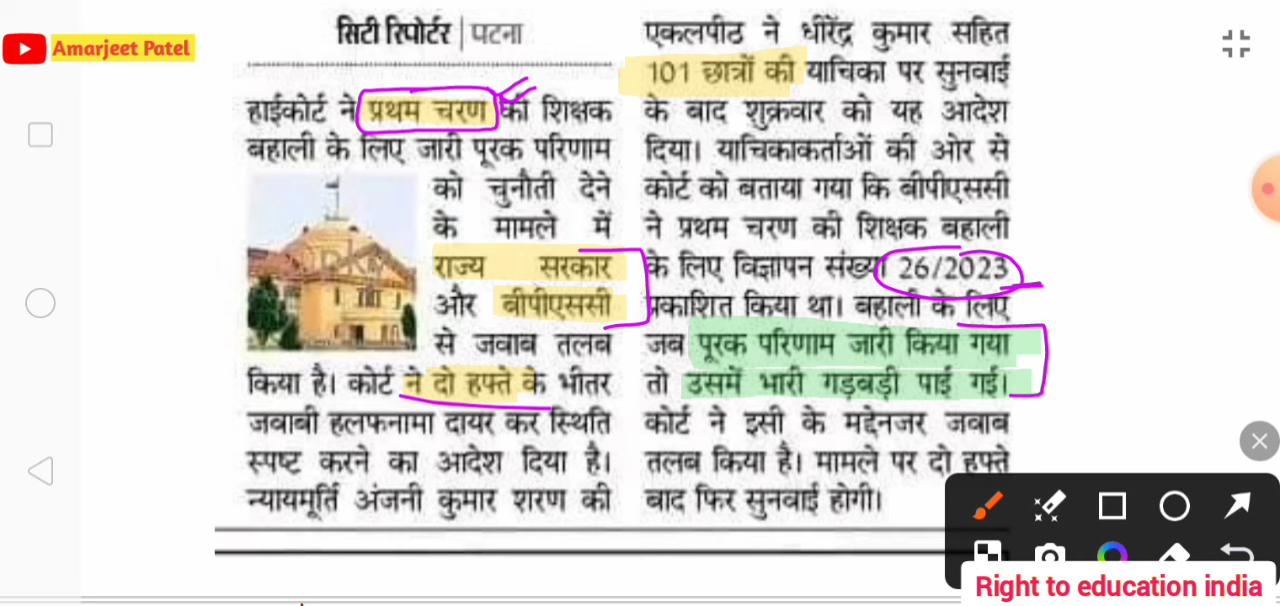 Amarjeet Patel
सिटी रिपोर्टर | पटना
हाईकोर्ट ने प्रथम चरण की शिक्षक
बहाली के लिए जारी पूरक परिणाम
को चुनौती देने
के मामले में
राज्य सरकार
और बीपीएससी
से जवाब तलब
किया है। कोर्ट ने दो हफ्ते के भीतर
जवाबी हलफनामा दायर कर स्थिति
स्पष्ट करने का आदेश दिया है।
न्यायमूर्ति अंजनी कुमार शरण की
एकलपीठ ने धीरेंद्र कुमार सहित
101 छात्रों की याचिका पर सुनवाई
के बाद शुक्रवार को यह आदेश
दिया। याचिकाकर्ताओं की ओर से
कोर्ट को बताया गया कि बीपीएससी
ने प्रथम चरण की शिक्षक बहाली
के लिए विज्ञापन संख्या 26/2023
प्रकाशित किया था। बहाली के लिए
जब पूरक परिणाम जारी किया गया
तो उसमें भारी गड़बड़ी पाई गई।
कोर्ट ने इसी के मद्देनजर जवाब
तलब किया है। मामले पर दो हफ्ते
बाद फिर सुनवाई होगी।
Right to education india